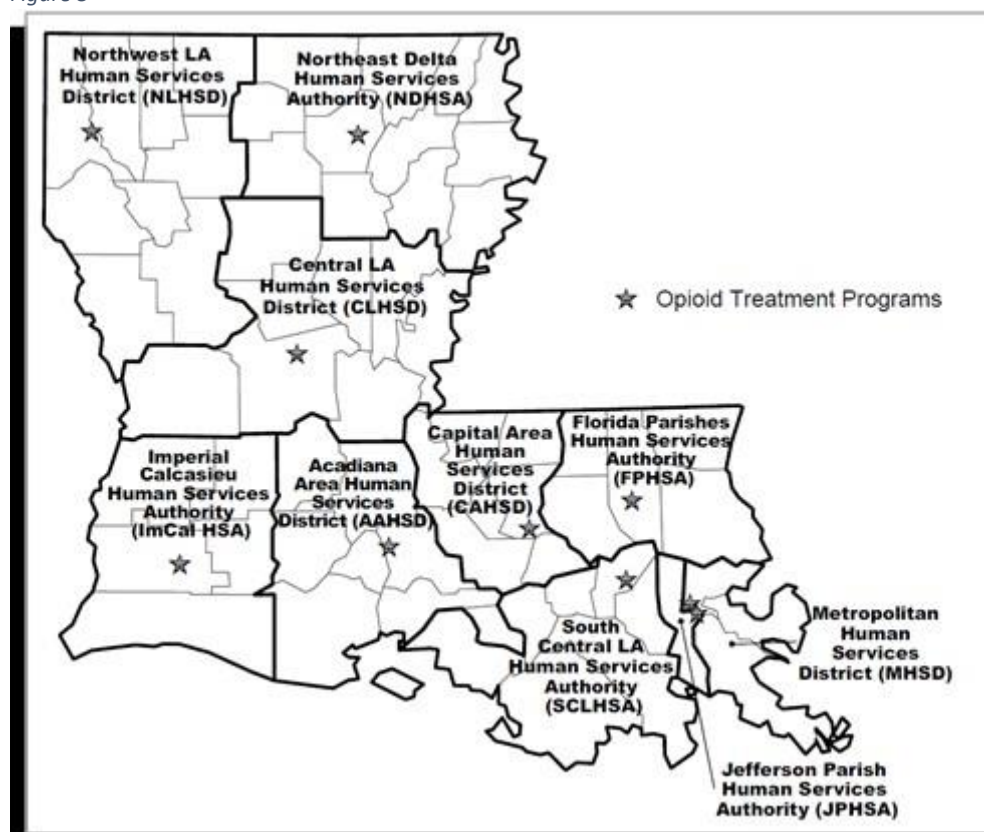 Northwest LA
Human Services
District (NLHSD)
Northeast Delta
Human Services
Authority (NDHSA)
Central LA
Human Services
District (CLHSD)
Opioid Treatment Programs
Capital Area
Human
Services
District
(CAHSD)
Florida Parishes
Human Services
Authority
(FPHSA)
Imperial
Calcasieu
Human Services
Authority
(ImCal HSA)
Acadiana
Area Human
Services
District (AAHSD)
South
Central LA
Human Services
Authority
(SCLHSA)
Metropolitan
Human
Services
District (MHSD)
Jefferson Parish
Human Services
Authority (JPHSA)